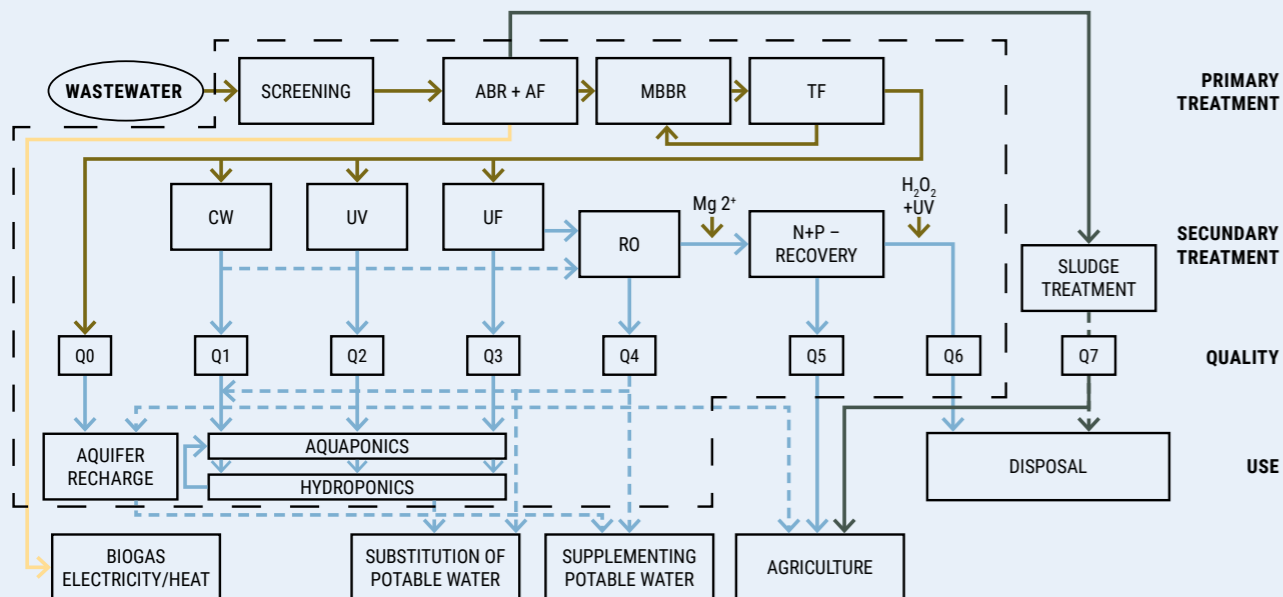 WASTEWATER
SCREENING
ABR + AF
MBBR
TF
PRIMARY
TREATMENT
CW
UV
UF
RO
Mg 2⁺
N+P –
RECOVERY
H₂O₂
+UV
SECUNDARY
TREATMENT
SLUDGE
TREATMENT
Q0
Q1
Q2
Q3
Q4
Q5
Q6
Q7
QUALITY
AQUIFER
RECHARGE
AQUAPONICS
HYDROPONICS
DISPOSAL
USE
BIOGAS
ELECTRICITY/HEAT
SUBSTITUTION OF
POTABLE WATER
SUPPLEMENTING
POTABLE WATER
AGRICULTURE